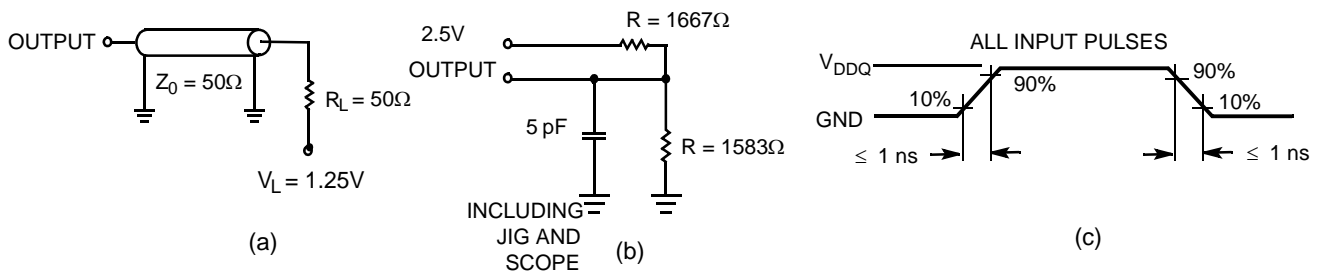 OUTPUT
Z0 = 50Ω
RL = 50Ω
VL = 1.25V
(a)
R = 1667Ω
2.5V
OUTPUT
5 pF
R = 1583Ω
INCLUDING
JIG AND
SCOPE
(b)
ALL INPUT PULSES
VDDQ
GND
10%
90%
90%
10%
≤ 1 ns
≤ 1 ns
(c)